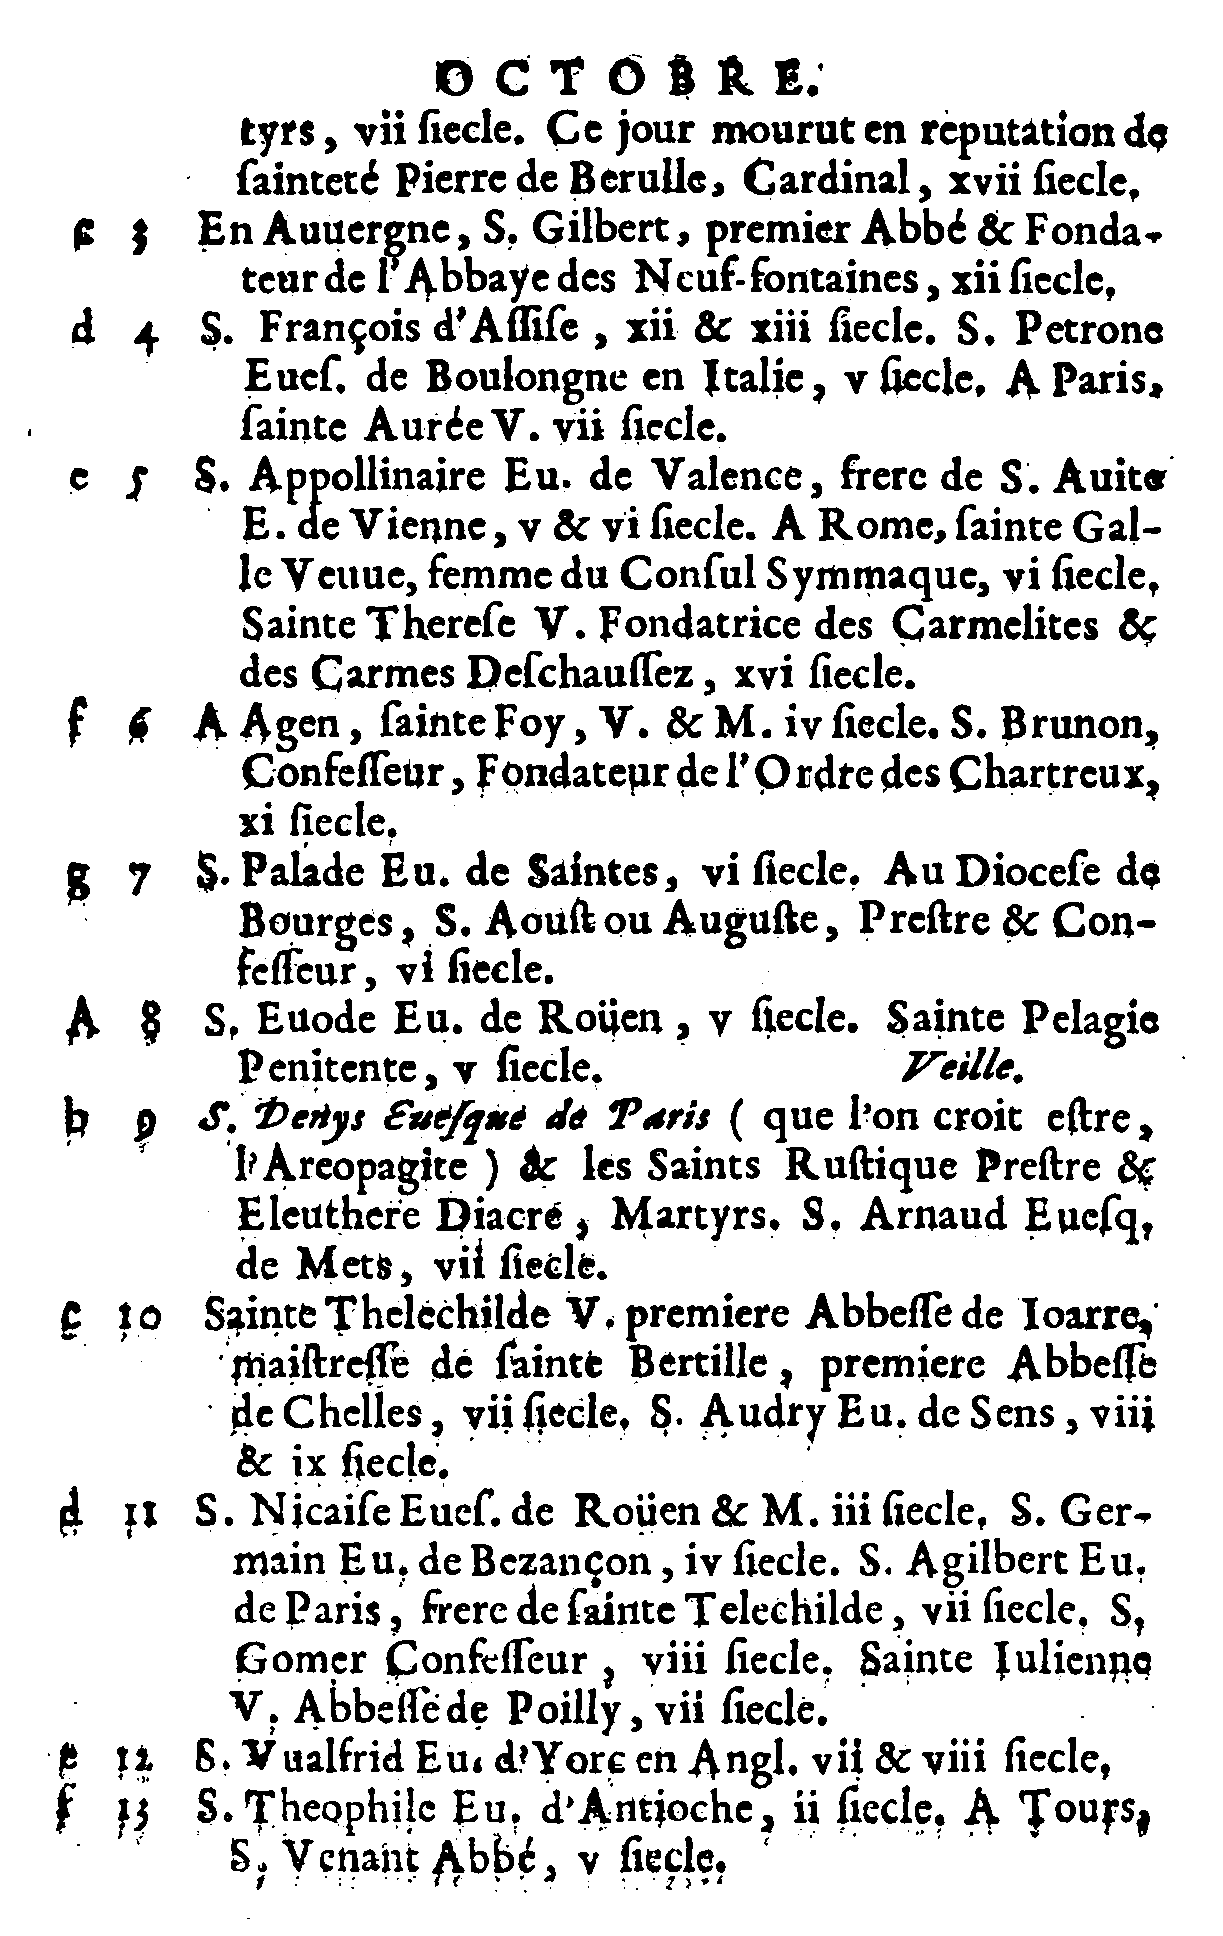 OCTOBRE.
tyrs, vii ſiecle. Ce jour mourut en reputation de
ſainteté Pierre de Berulle, Cardinal, xvii ſiecle.
c 3 En Auuergne, S. Gilbert, premier Abbé & Fonda-
teur de l'Abbaye des Neuf-fontaines, xii ſiecle,
d 4 S. François d'Aſſiſe, xii & xiii ſiecle. S. Petrone
Eueſ. de Boulongne en Italie, v ſiecle. A Paris,
ſainte Aurée V. vii ſiecle.
e 5 S. Appollinaire Eu. de Valence, frere de S. Auite
E. de Vienne, v & vi ſiecle. A Rome, ſainte Gal-
le Veuue, femme du Conſul Symmaque, vi ſiecle,
Sainte Thereſe V. Fondatrice des Carmelites &
des Carmes Deſchauſſez, xvi ſiecle.
f 6 A Agen, ſainte Foy, V. & M. iv ſiecle. S. Brunon,
Confeſſeur, Fondateur de l'Ordre des Chartreux,
xi ſiecle.
g 7 S. Palade Eu. de Saintes, vi ſiecle. Au Dioceſe de
Bourges, S. Aouſt ou Auguſte, Preſtre & Con-
feſſeur, vi ſiecle.
A 8 S. Euode Eu. de Roüen, v ſiecle. Sainte Pelagie
Penitente, v ſiecle. Veille.
b 9 S. Denys Eueſque de Paris ( que l'on croit eſtre,
l'Areopagite ) & les Saints Ruſtique Preſtre &
Eleuthere Diacre, Martyrs. S. Arnaud Eueſq,
de Mets, vii ſiecle.
c 10 Sainte Thelechilde V. premiere Abbeſſe de Ioarre,
maiſtreſſe de ſainte Bertille, premiere Abbeſſe
de Chelles, vii ſiecle. S. Audry Eu. de Sens, viii
& ix ſiecle.
d 11 S. Nicaiſe Eueſ. de Roüen & M. iii ſiecle, S. Ger-
main Eu. de Bezançon, iv ſiecle. S. Agilbert Eu.
de Paris, frere de ſainte Telechilde, vii ſiecle. S,
Gomer Confeſſeur, viii ſiecle. Sainte Iulienne
V. Abbeſſe de Poilly, vii ſiecle.
e 12 S. Vualfrid Eu. d'Yorc en Angl. vii & viii ſiecle,
f 13 S. Theophile Eu. d'Antioche, ii ſiecle. A Tours,
S. Venant Abbé, v ſiecle.